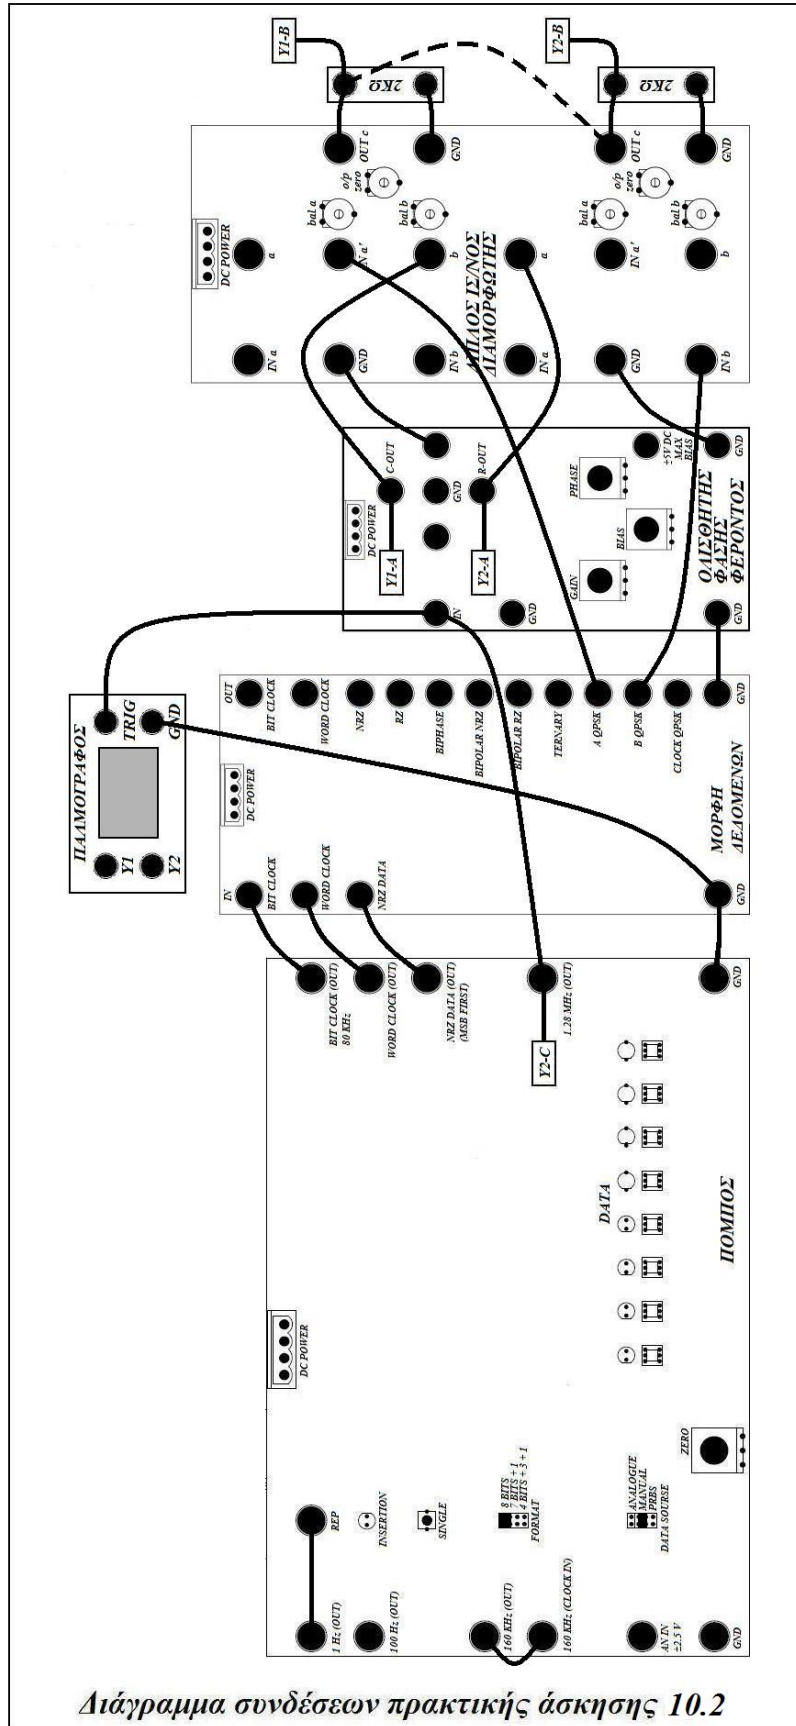 Y1-B
Y2-B
2ΚΩ
2ΚΩ
OUT c
GND
OUT c
GND
o/p zero
o/p zero
bal a
bal b
bal a
bal b
DC POWER
a
IN a'
b
a
IN a'
b
ΔΙΠΛΟΣ ΙΣ/ΝΟΣ
ΔΙΑΜΟΡΦΩΤΗΣ
IN a
GND
IN b
IN a
GND
IN b
DC POWER
C-OUT
GND
R-OUT
Y1-A
Y2-A
PHASE
BIAS
GAIN
±5V DC
MAX
BIAS
GND
IN
GND
GND
ΟΛΙΣΘΗΤΗΣ
ΦΑΣΗΣ
ΦΕΡΟΝΤΟΣ
ΠΑΛΜΟΓΡΑΦΟΣ
TRIG
GND
Y1
Y2
OUT
BIT CLOCK
WORD CLOCK
NRZ
RZ
BIPHASE
BIPOLAR NRZ
BIPOLAR RZ
TERNARY
A QPSK
B QPSK
CLOCK QPSK
GND
DC POWER
ΜΟΡΦΗ
ΔΕΔΟΜΕΝΩΝ
IN
BIT CLOCK
WORD CLOCK
NRZ DATA
GND
BIT CLOCK (OUT)
80 KHz
WORD CLOCK (OUT)
NRZ DATA (OUT)
(MSB FIRST)
1.28 MHz (OUT)
GND
Y2-C
DATA
ΠΟΜΠΟΣ
DC POWER
ZERO
REP
INSERTION
SINGLE
8 BITS
7 BITS + 1
4 BITS + 3 + 1
FORMAT
ANALOGUE
MANUAL
PRBS
DATA SOURSE
1 Hz (OUT)
100 Hz (OUT)
160 KHz (OUT)
160 KHz (CLOCK IN)
AN IN
±2.5 V
GND
Διάγραμμα συνδέσεων πρακτικής άσκησης 10.2